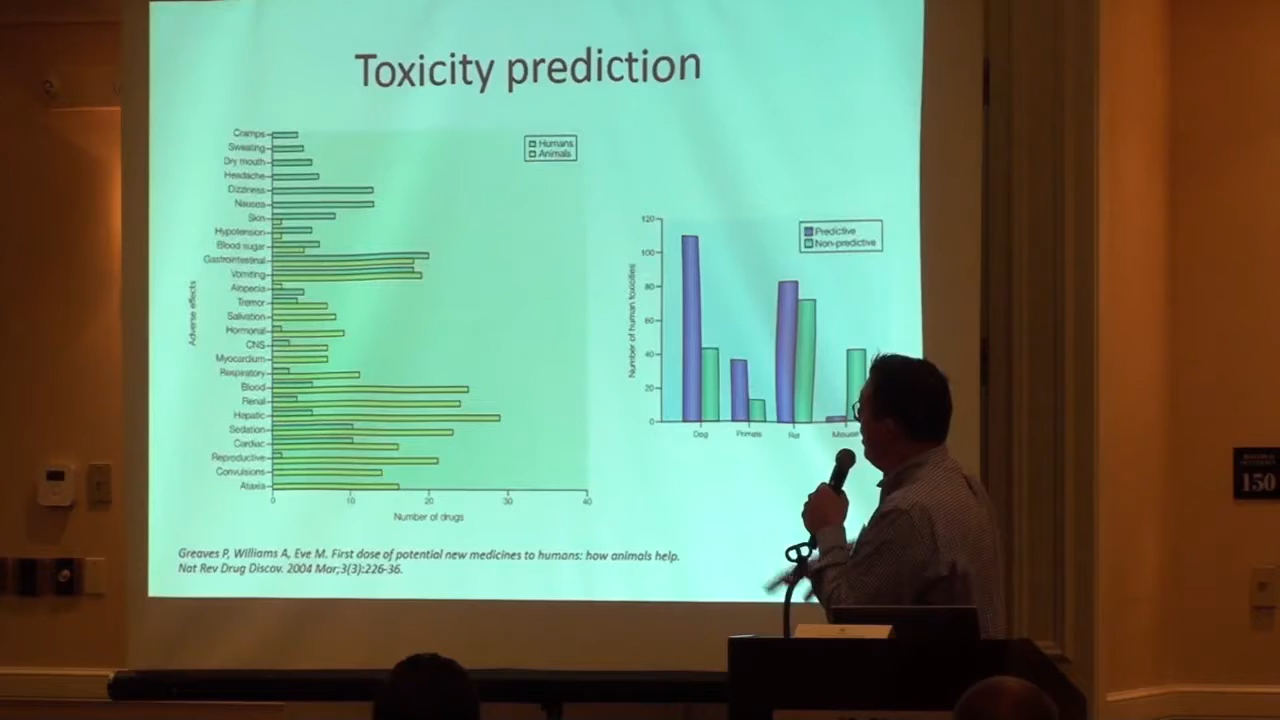 Toxicity prediction
Humans
Animals
Cramps
Sweating
Dry mouth
Headache
Dizziness
Nausea
Skin
Hypotension
Blood sugar
Gastrointestinal
Vomiting
Alopecia
Tremor
Salivation
Hormonal
CNS
Myocardium
Respiratory
Blood
Renal
Hepatic
Sedation
Cardiac
Reproductive
Convulsions
Ataxia
Adverse effects
0 10 20 30 40
Number of drugs
Predictive
Non-predictive
120
100
80
60
40
20
0
Number of human toxicities
Dog Primate Rat Mouse
Greaves P, Williams A, Eve M. First dose of potential new medicines to humans: how animals help.
Nat Rev Drug Discov. 2004 Mar;3(3):226-36.
150